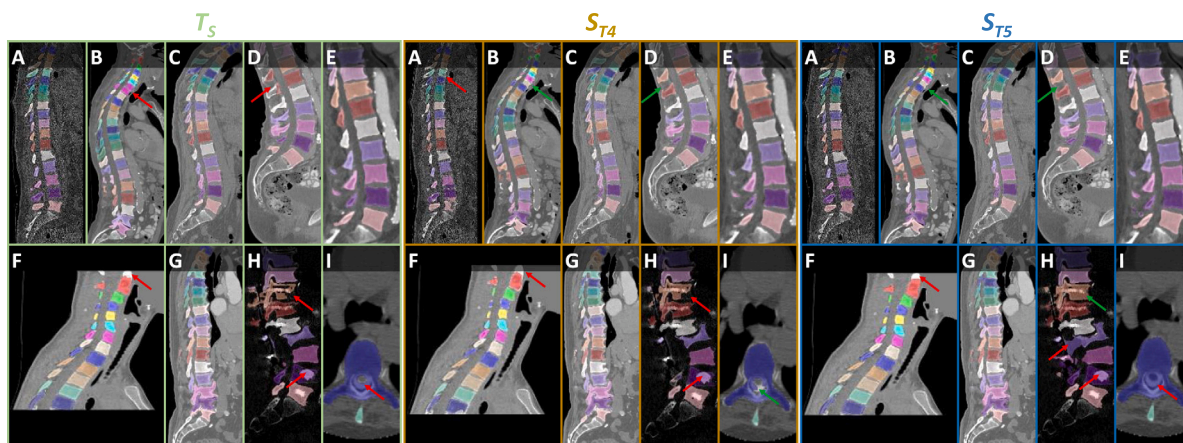 T_S S_T4 S_T5
A B C D E A B C D E A B C D E
F G H I F G H I F G H I